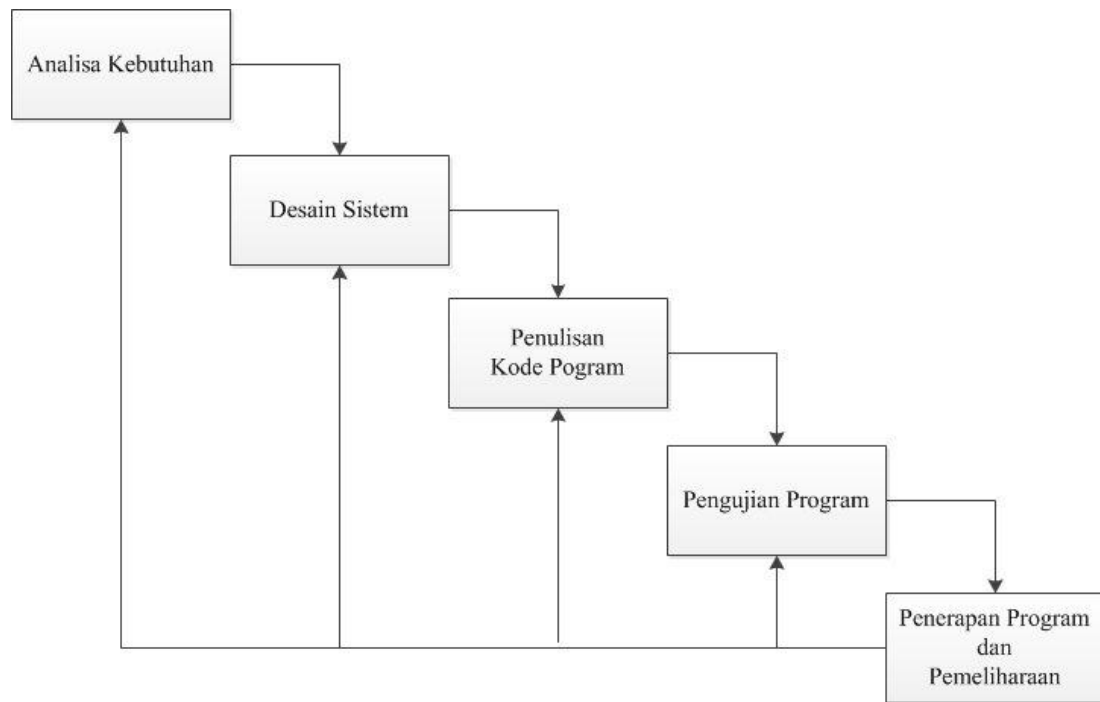 Analisa Kebutuhan
Desain Sistem
Penulisan
Kode Pogram
Pengujian Program
Penerapan Program
dan
Pemeliharaan